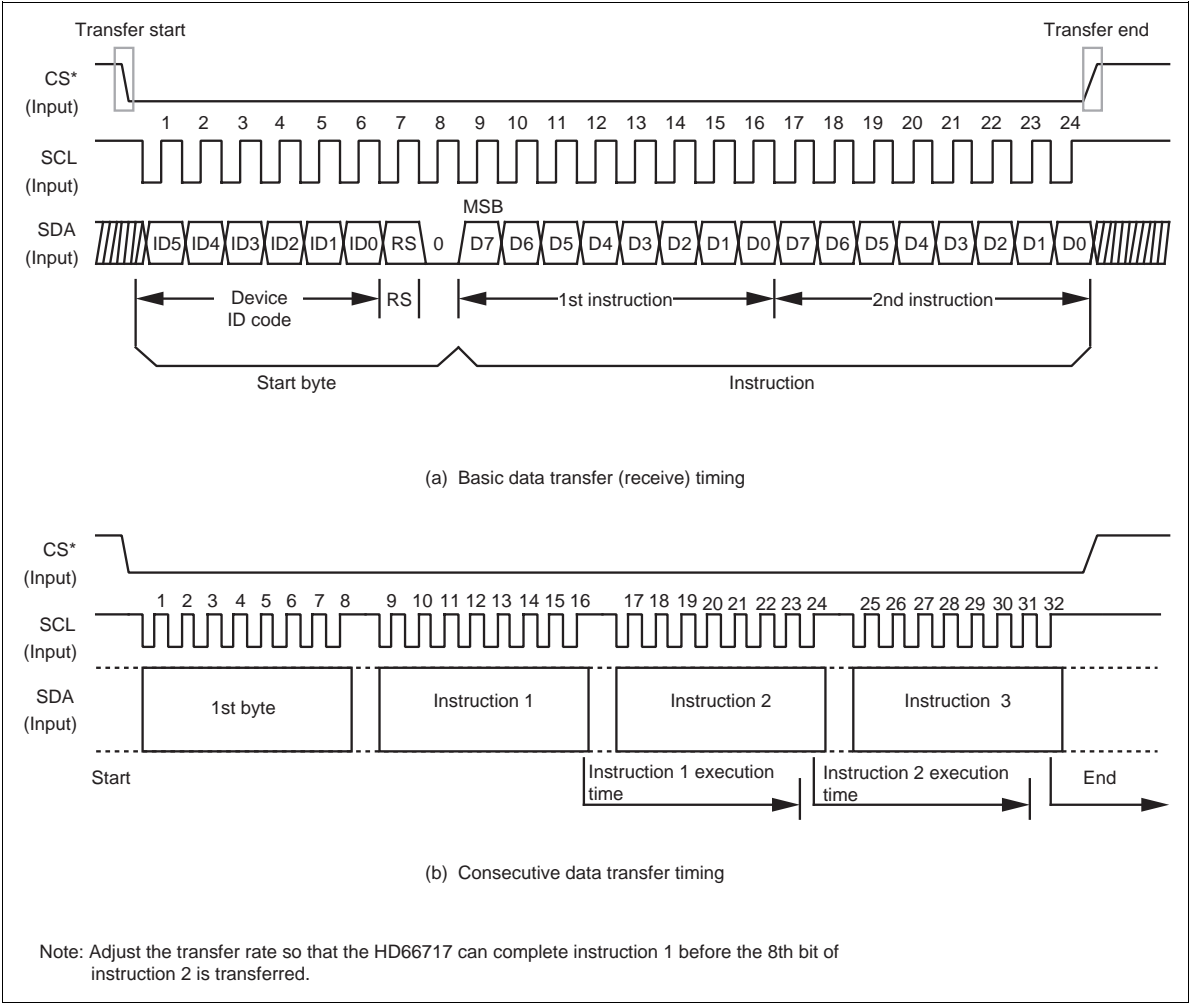 Transfer start
Transfer end
CS*
(Input)
1 2 3 4 5 6 7 8 9 10 11 12 13 14 15 16 17 18 19 20 21 22 23 24
SCL
(Input)
MSB
SDA
(Input)
ID5 ID4 ID3 ID2 ID1 ID0 RS 0 D7 D6 D5 D4 D3 D2 D1 D0 D7 D6 D5 D4 D3 D2 D1 D0
Device
ID code
RS
1st instruction
2nd instruction
Start byte
Instruction
(a) Basic data transfer (receive) timing
CS*
(Input)
1 2 3 4 5 6 7 8 9 10 11 12 13 14 15 16 17 18 19 20 21 22 23 24 25 26 27 28 29 30 31 32
SCL
(Input)
SDA
(Input)
1st byte
Instruction 1
Instruction 2
Instruction 3
Start
Instruction 1 execution
time
Instruction 2 execution
time
End
(b) Consecutive data transfer timing
Note: Adjust the transfer rate so that the HD66717 can complete instruction 1 before the 8th bit of
instruction 2 is transferred.